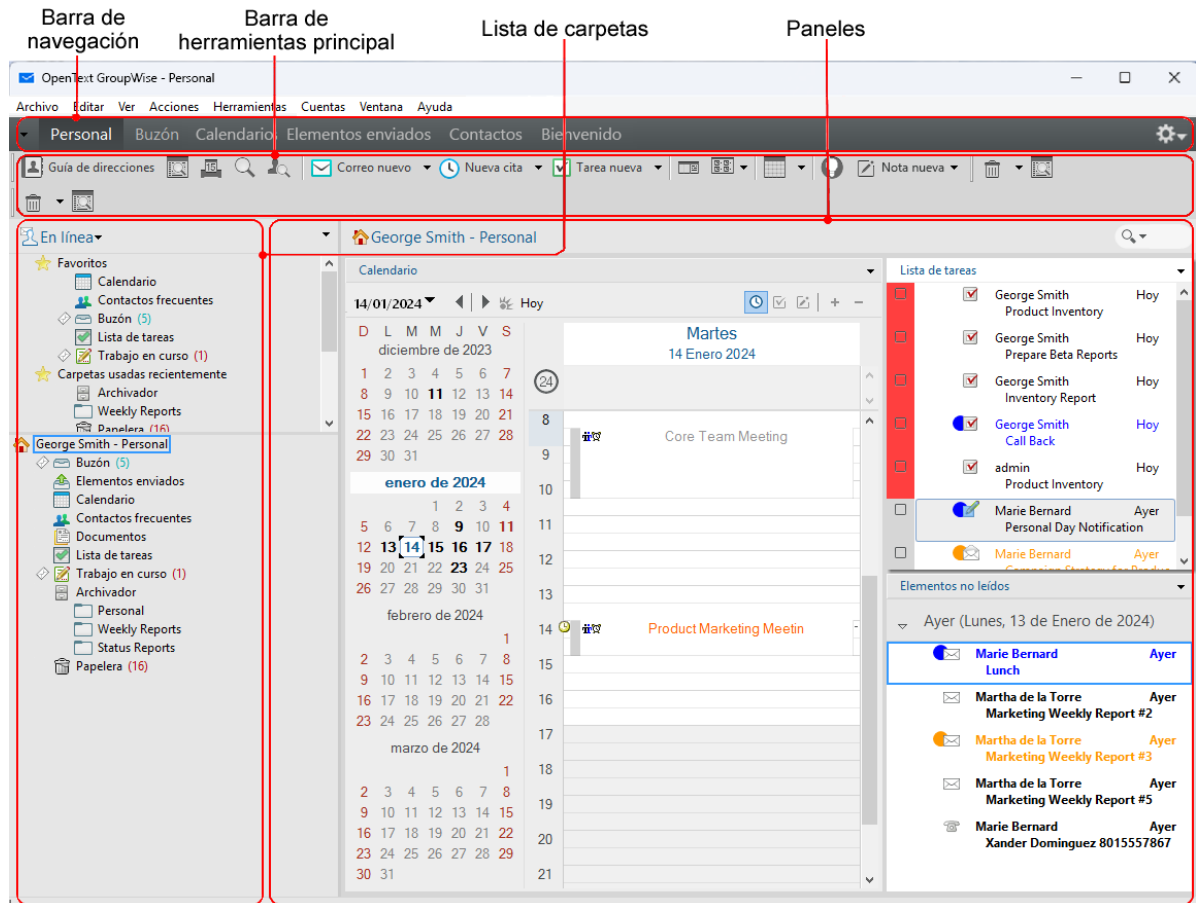 Barra de
navegación
Barra de
herramientas principal
Lista de carpetas
Paneles
OpenText GroupWise - Personal
Archivo Editar Ver Acciones Herramientas Cuentas Ventana Ayuda
Personal Buzón Calendario Elementos enviados Contactos Bienvenido
Guía de direcciones 15 Correo nuevo Nueva cita Tarea nueva Nota nueva
En línea
Favoritos
Calendario
Contactos frecuentes
Buzón (5)
Lista de tareas
Trabajo en curso (1)
Carpetas usadas recientemente
Archivador
Weekly Reports
Papelera (16)
George Smith - Personal
Buzón (5)
Elementos enviados
Calendario
Contactos frecuentes
Documentos
Lista de tareas
Trabajo en curso (1)
Archivador
Personal
Weekly Reports
Status Reports
Papelera (16)
George Smith - Personal
Calendario
14/01/2024 Hoy
D L M M J V S
diciembre de 2023
1 2 3 4 5 6 7
8 9 10 11 12 13 14
15 16 17 18 19 20 21
22 23 24 25 26 27 28
29 30 31
enero de 2024
1 2 3 4
5 6 7 8 9 10 11
12 13 14 15 16 17 18
19 20 21 22 23 24 25
26 27 28 29 30 31
febrero de 2024
1
2 3 4 5 6 7 8
9 10 11 12 13 14 15
16 17 18 19 20 21 22
23 24 25 26 27 28
marzo de 2024
1
2 3 4 5 6 7 8
9 10 11 12 13 14 15
16 17 18 19 20 21 22
23 24 25 26 27 28 29
30 31
Martes
14 Enero 2024
24
8
Core Team Meeting
9
10
11
12
13
14 Product Marketing Meetin
15
16
17
18
19
20
21
Lista de tareas
George Smith Hoy
Product Inventory
George Smith Hoy
Prepare Beta Reports
George Smith Hoy
Inventory Report
George Smith Hoy
Call Back
admin Hoy
Product Inventory
Marie Bernard Ayer
Personal Day Notification
Marie Bernard Ayer
Campaign Strategy for Produc
Elementos no leídos
Ayer (Lunes, 13 de Enero de 2024)
Marie Bernard Ayer
Lunch
Martha de la Torre Ayer
Marketing Weekly Report #2
Martha de la Torre Ayer
Marketing Weekly Report #3
Martha de la Torre Ayer
Marketing Weekly Report #5
Marie Bernard Ayer
Xander Dominguez 8015557867